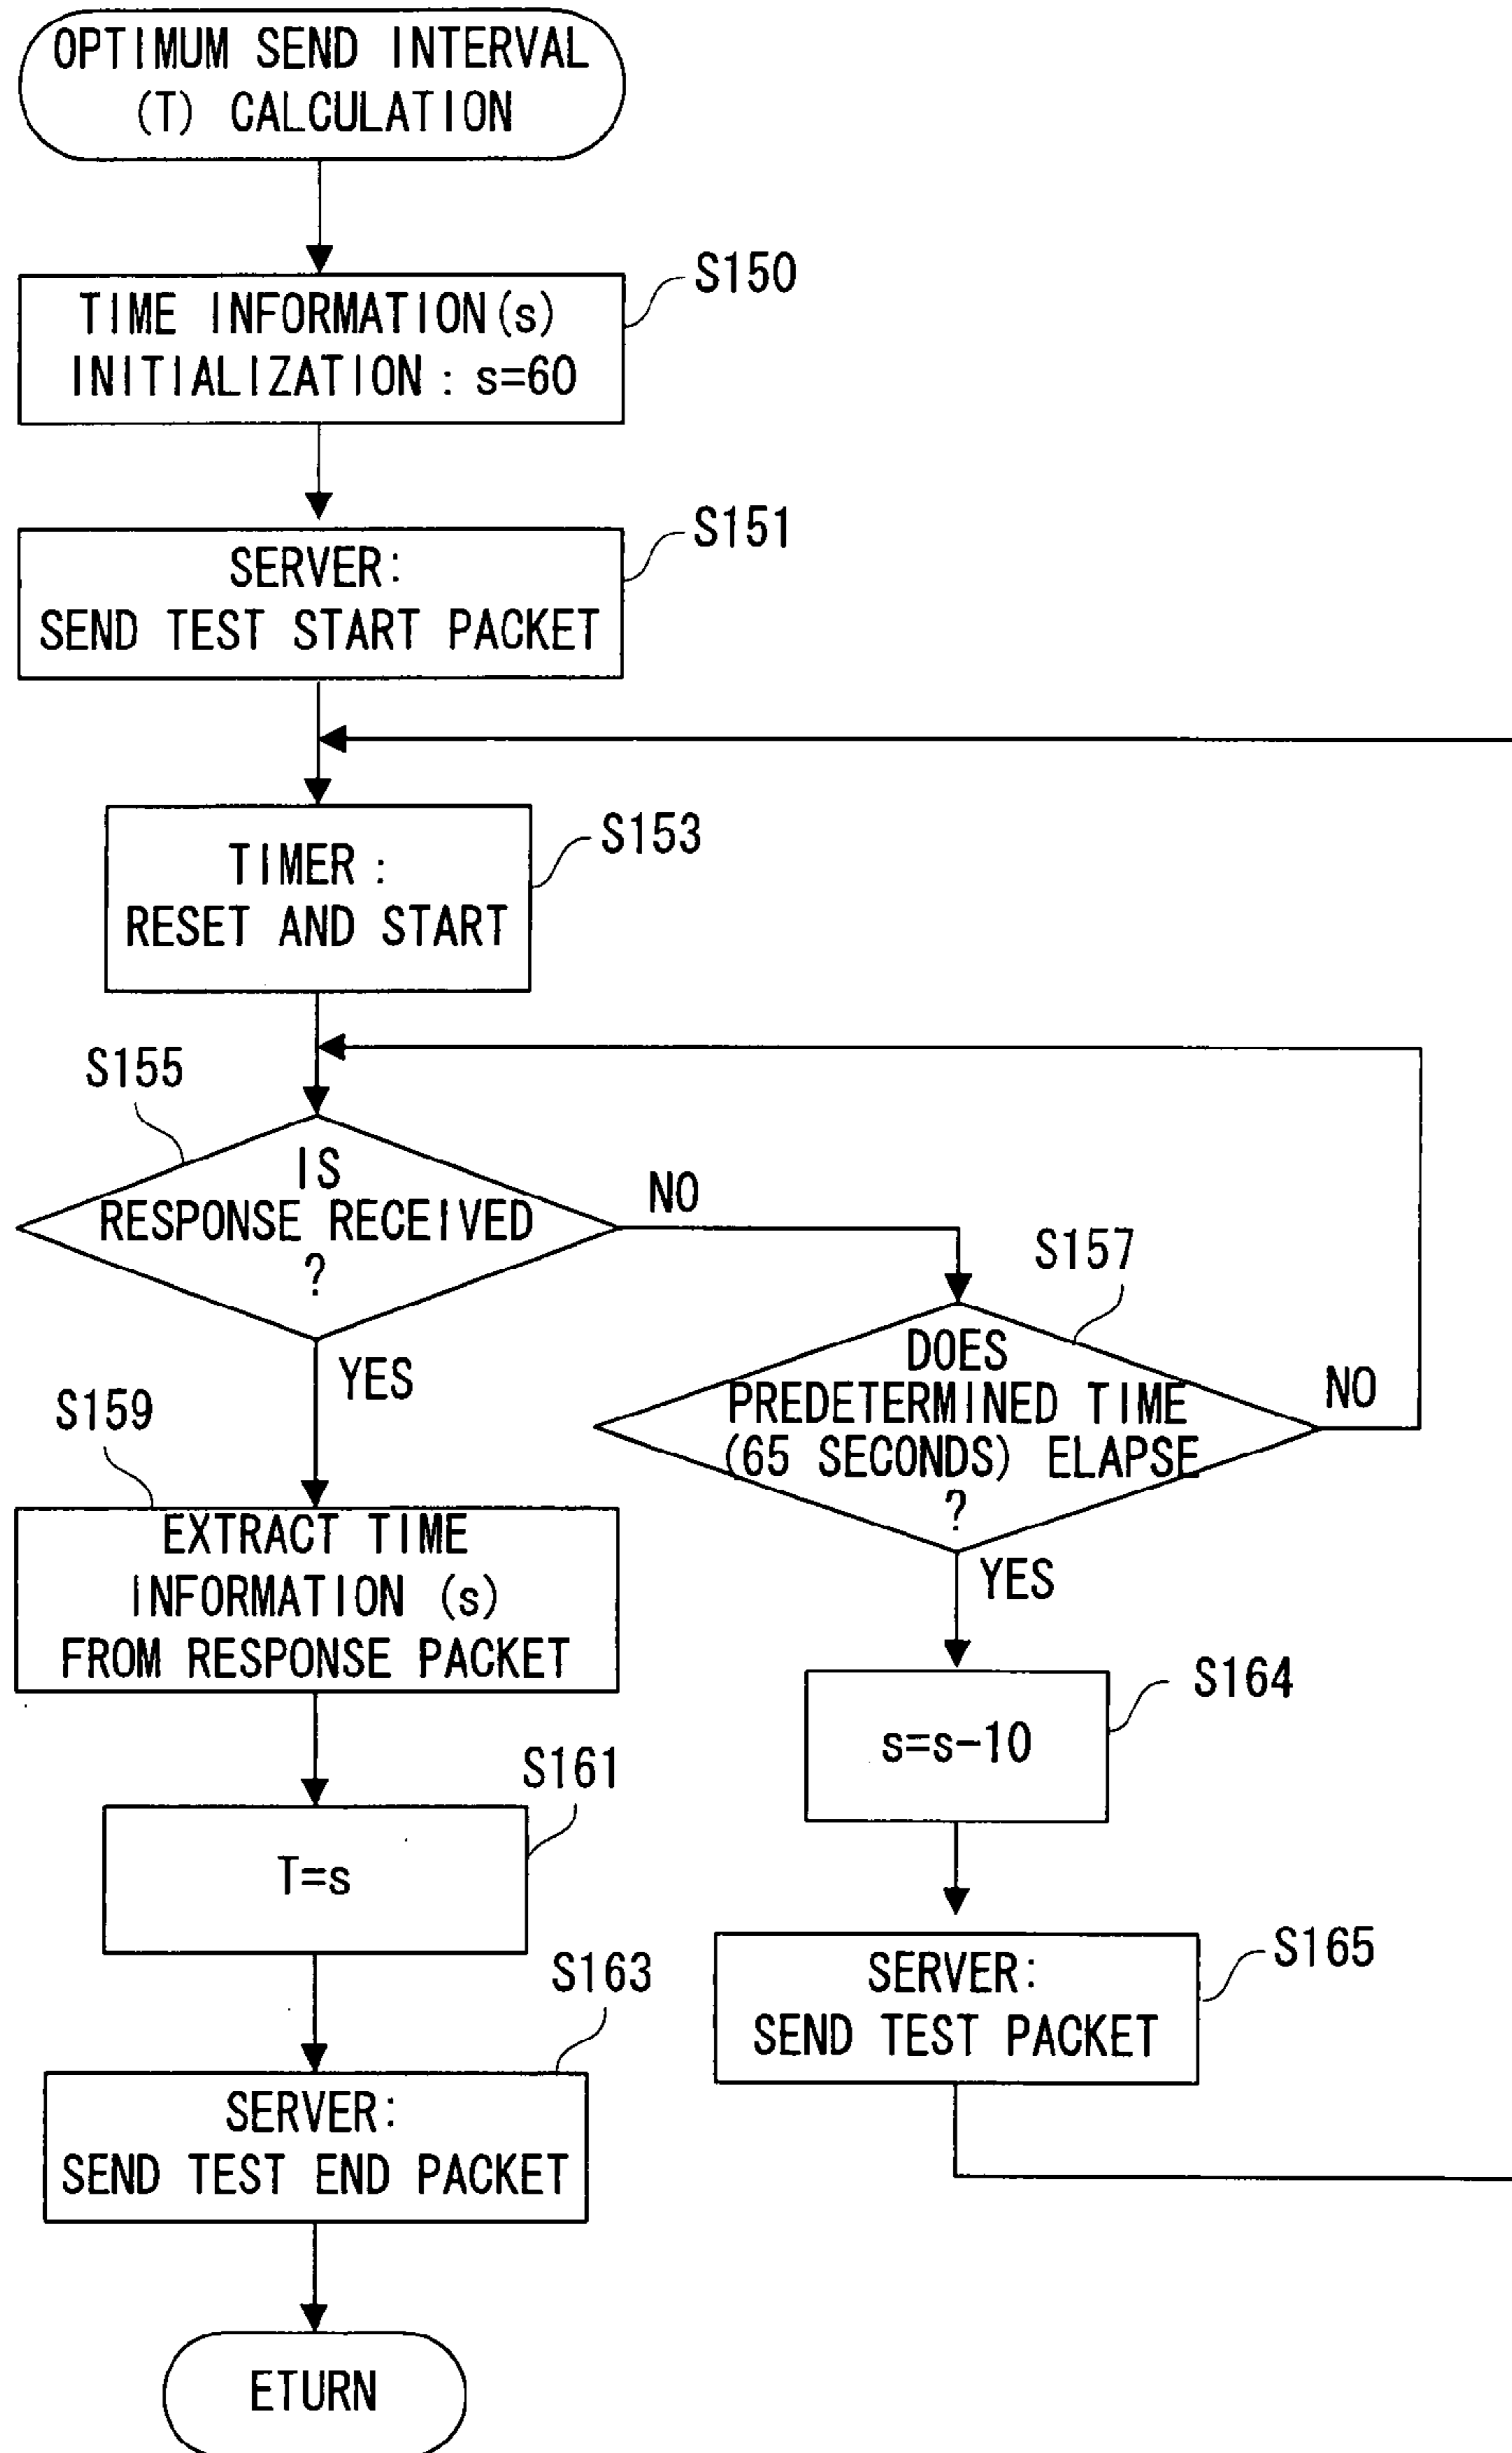 OPTIMUM SEND INTERVAL
(T) CALCULATION
S150
TIME INFORMATION(s)
INITIALIZATION : s=60
S151
SERVER:
SEND TEST START PACKET
S153
TIMER :
RESET AND START
S155
IS
RESPONSE RECEIVED
?
NO
YES
S157
DOES
PREDETERMINED TIME
(65 SECONDS) ELAPSE
?
NO
YES
S159
EXTRACT TIME
INFORMATION (s)
FROM RESPONSE PACKET
S164
s=s-10
S161
T=s
S165
SERVER:
SEND TEST PACKET
S163
SERVER:
SEND TEST END PACKET
ETURN